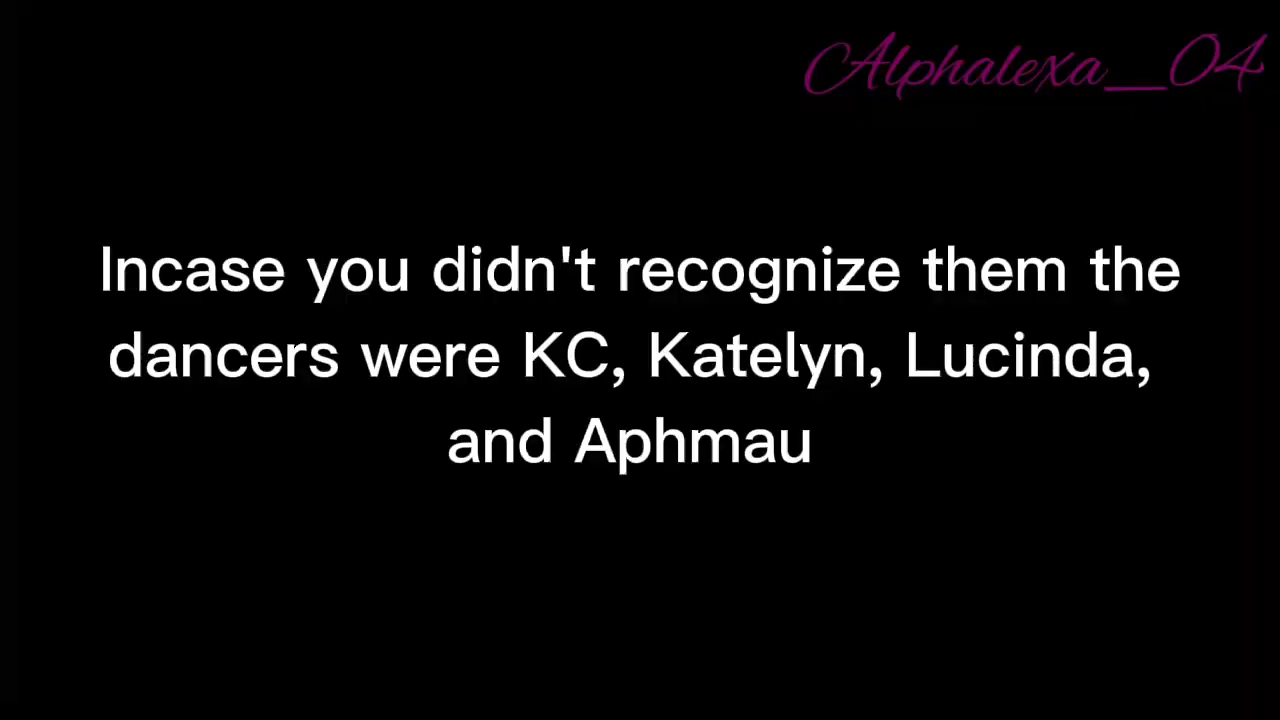 Alphalexa_04
Incase you didn't recognize them the
dancers were KC, Katelyn, Lucinda,
and Aphmau